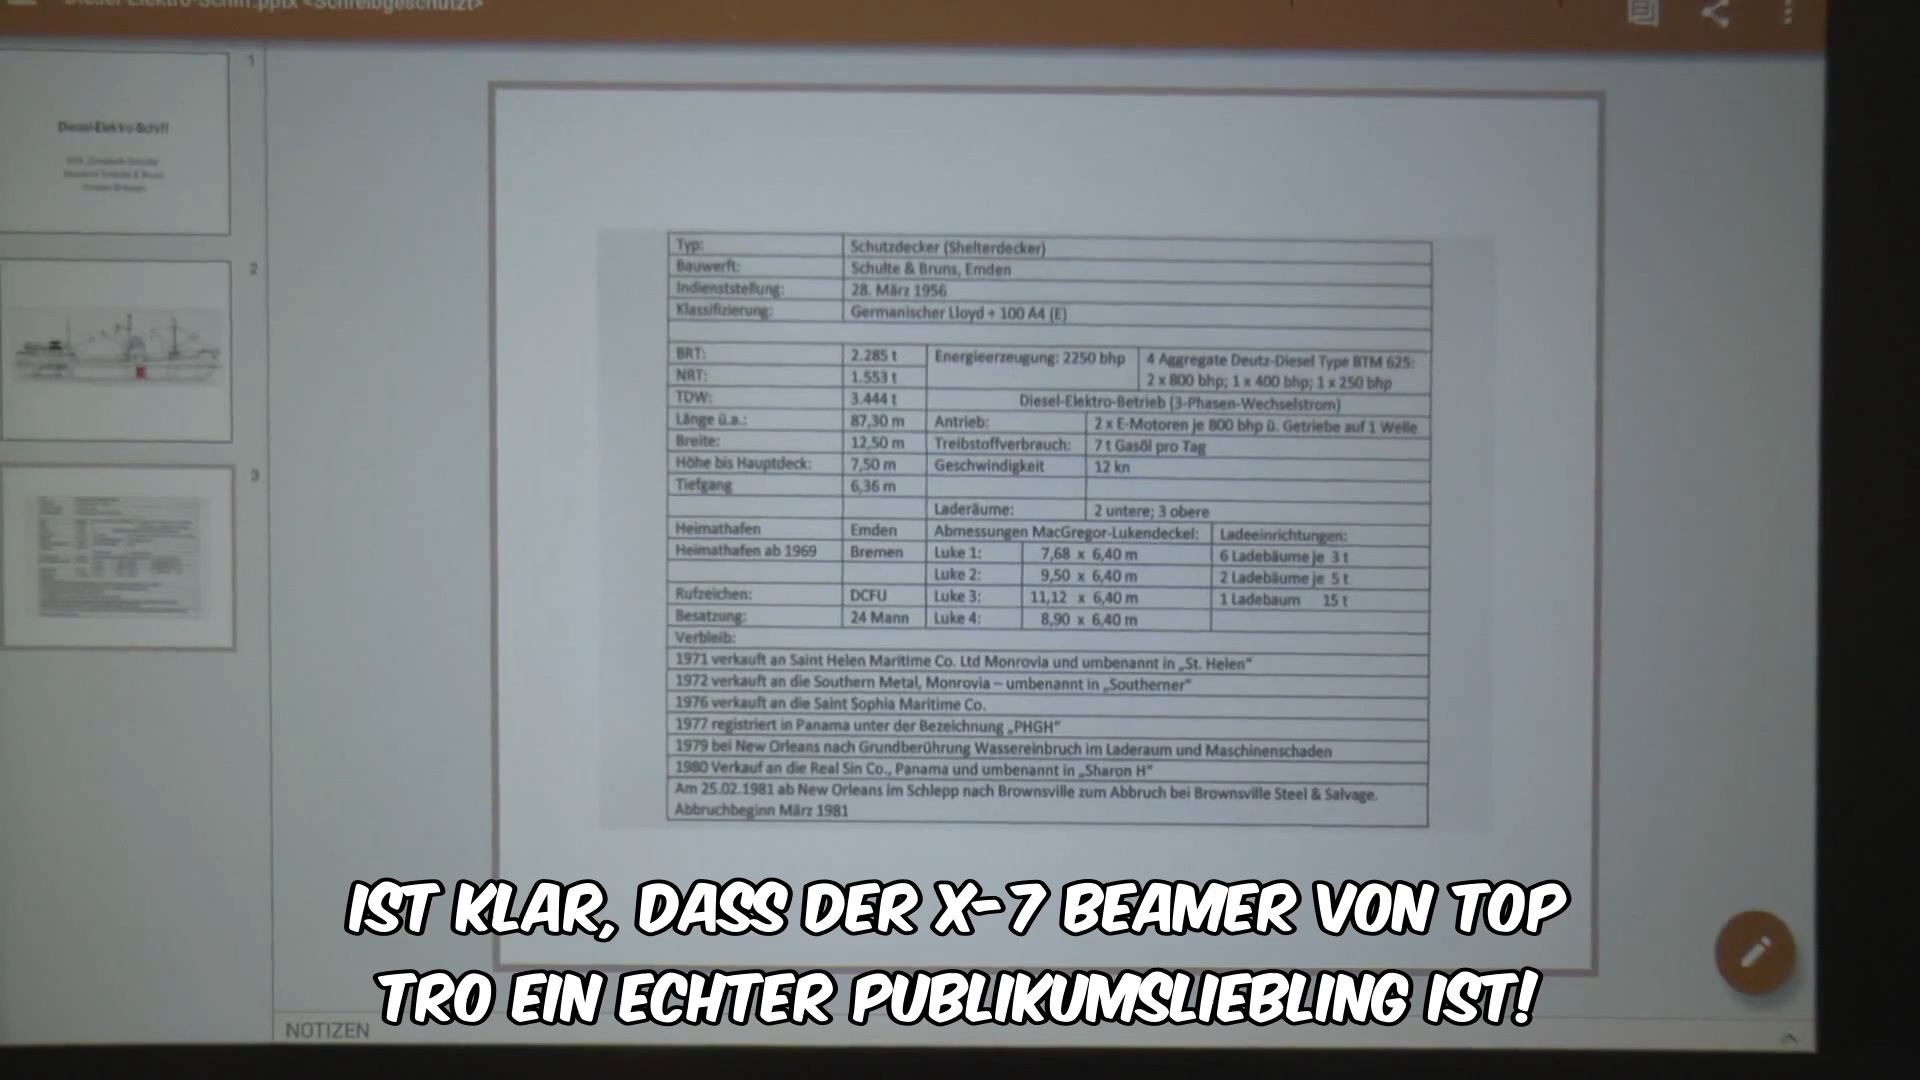 Diesel-Elektro-Schiff.pptx <Schreibgeschützt>
1
Diesel-Elektro-Schiff
2
3
Typ: Schutzdecker (Shelterdecker)
Bauwerft: Schulte & Bruns, Emden
Indienststellung: 28. März 1956
Klassifizierung: Germanischer Lloyd + 100 A4 (E)
BRT: 2.285 t Energieerzeugung: 2250 bhp 4 Aggregate Deutz-Diesel Type BTM 625:
NRT: 1.553 t 2 x 800 bhp; 1 x 400 bhp; 1 x 250 bhp
TDW: 3.444 t Diesel-Elektro-Betrieb (3-Phasen-Wechselstrom)
Länge ü.a.: 87,30 m Antrieb: 2 x E-Motoren je 800 bhp ü. Getriebe auf 1 Welle
Breite: 12,50 m Treibstoffverbrauch: 7 t Gasöl pro Tag
Höhe bis Hauptdeck: 7,50 m Geschwindigkeit 12 kn
Tiefgang 6,36 m
Laderäume: 2 untere; 3 obere
Heimathafen Emden Abmessungen MacGregor-Lukendeckel: Ladeeinrichtungen:
Heimathafen ab 1969 Bremen Luke 1: 7,68 x 6,40 m 6 Ladebäume je 3 t
Luke 2: 9,50 x 6,40 m 2 Ladebäume je 5 t
Rufzeichen: DCFU Luke 3: 11,12 x 6,40 m 1 Ladebaum 15 t
Besatzung: 24 Mann Luke 4: 8,90 x 6,40 m
Verbleib:
1971 verkauft an Saint Helen Maritime Co. Ltd Monrovia und umbenannt in „St. Helen"
1972 verkauft an die Southern Metal, Monrovia – umbenannt in „Southerner"
1976 verkauft an die Saint Sophia Maritime Co.
1977 registriert in Panama unter der Bezeichnung „PHGH"
1979 bei New Orleans nach Grundberührung Wassereinbruch im Laderaum und Maschinenschaden
1980 Verkauf an die Real Sin Co., Panama und umbenannt in „Sharon H"
Am 25.02.1981 ab New Orleans im Schlepp nach Brownsville zum Abbruch bei Brownsville Steel & Salvage.
Abbruchbeginn März 1981
IST KLAR, DASS DER X-7 BEAMER VON TOP
TRO EIN ECHTER PUBLIKUMSLIEBLING IST!
NOTIZEN